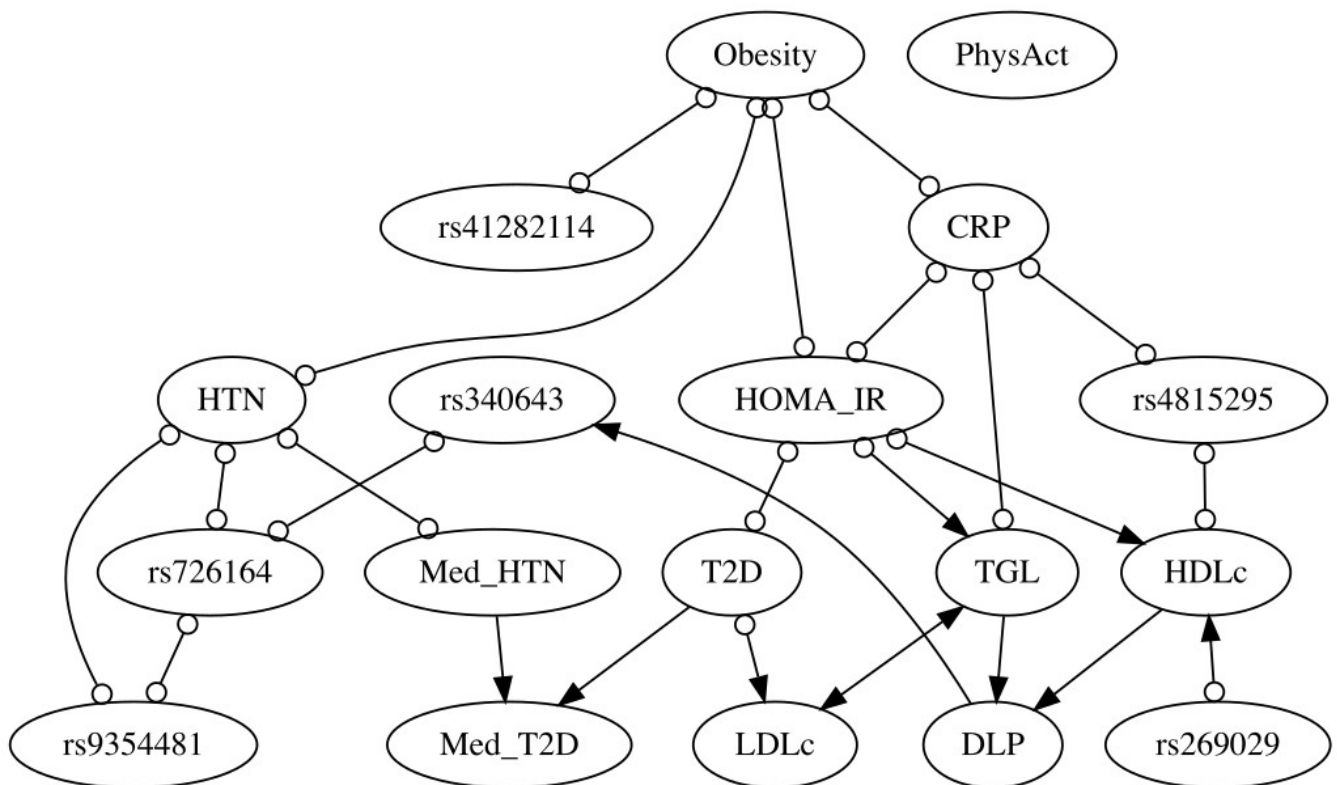 Obesity
PhysAct
rs41282114
CRP
HTN
rs340643
HOMA_IR
rs4815295
rs726164
Med_HTN
T2D
TGL
HDLc
rs9354481
Med_T2D
LDLc
DLP
rs269029